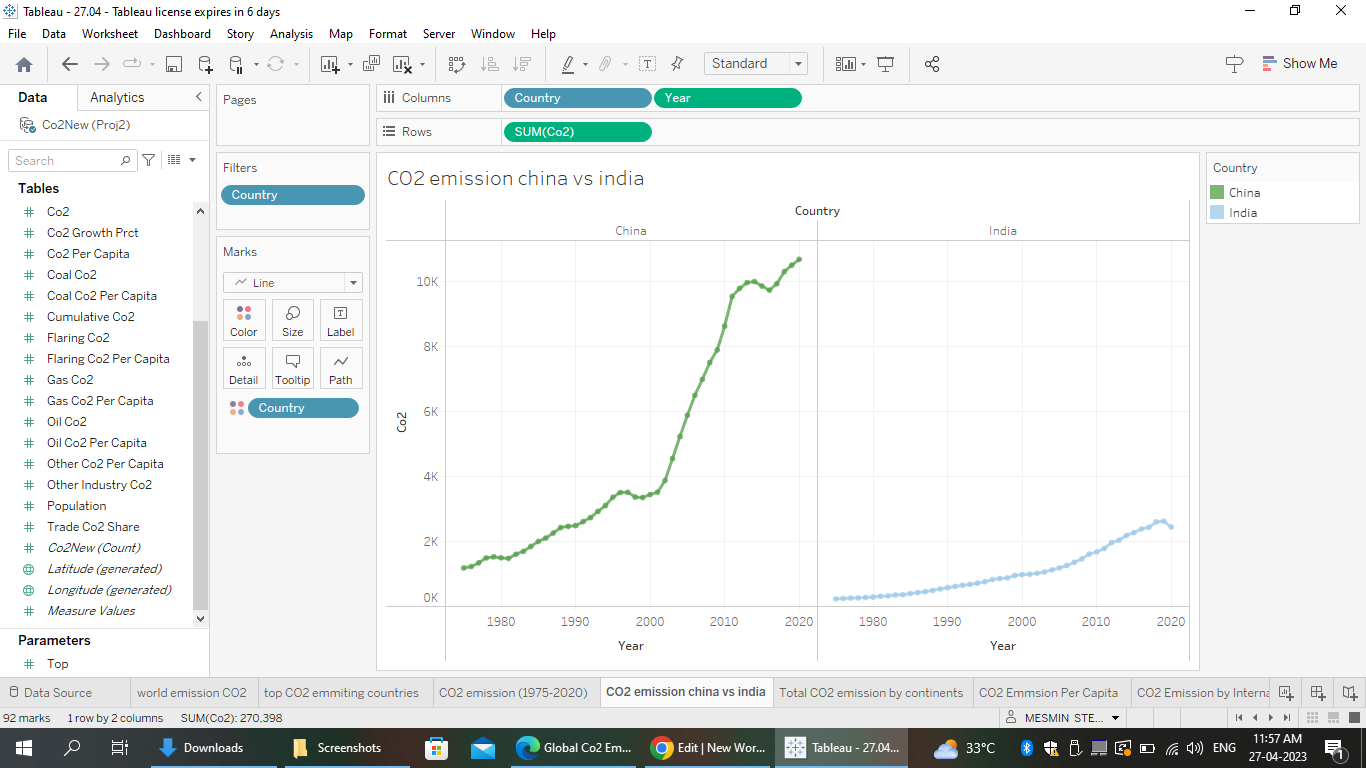 Tableau - 27.04 - Tableau license expires in 6 days
File Data Worksheet Dashboard Story Analysis Map Format Server Window Help
Standard
Show Me
Data Analytics
Co2New (Proj2)
Search
Tables
Co2
Co2 Growth Prct
Co2 Per Capita
Coal Co2
Coal Co2 Per Capita
Cumulative Co2
Flaring Co2
Flaring Co2 Per Capita
Gas Co2
Gas Co2 Per Capita
Oil Co2
Oil Co2 Per Capita
Other Co2 Per Capita
Other Industry Co2
Population
Trade Co2 Share
Co2New (Count)
Latitude (generated)
Longitude (generated)
Measure Values
Parameters
Top
Pages
Filters
Country
Marks
Line
Color Size Label
Detail Tooltip Path
Country
Columns Country Year
Rows SUM(Co2)
CO2 emission china vs india
Country
China India
10K
8K
6K
4K
2K
0K
Co2
1980 1990 2000 2010 2020 1980 1990 2000 2010 2020
Year Year
Country
China
India
Data Source world emission CO2 top CO2 emmiting countries CO2 emission (1975-2020) CO2 emission china vs india Total CO2 emission by continents CO2 Emmsion Per Capita CO2 Emission by Interna
92 marks 1 row by 2 columns SUM(Co2): 270,398 MESMIN STE...
Downloads Screenshots Global Co2 Em... Edit | New Wor... Tableau - 27.04... 33°C ENG 11:57 AM
27-04-2023
1